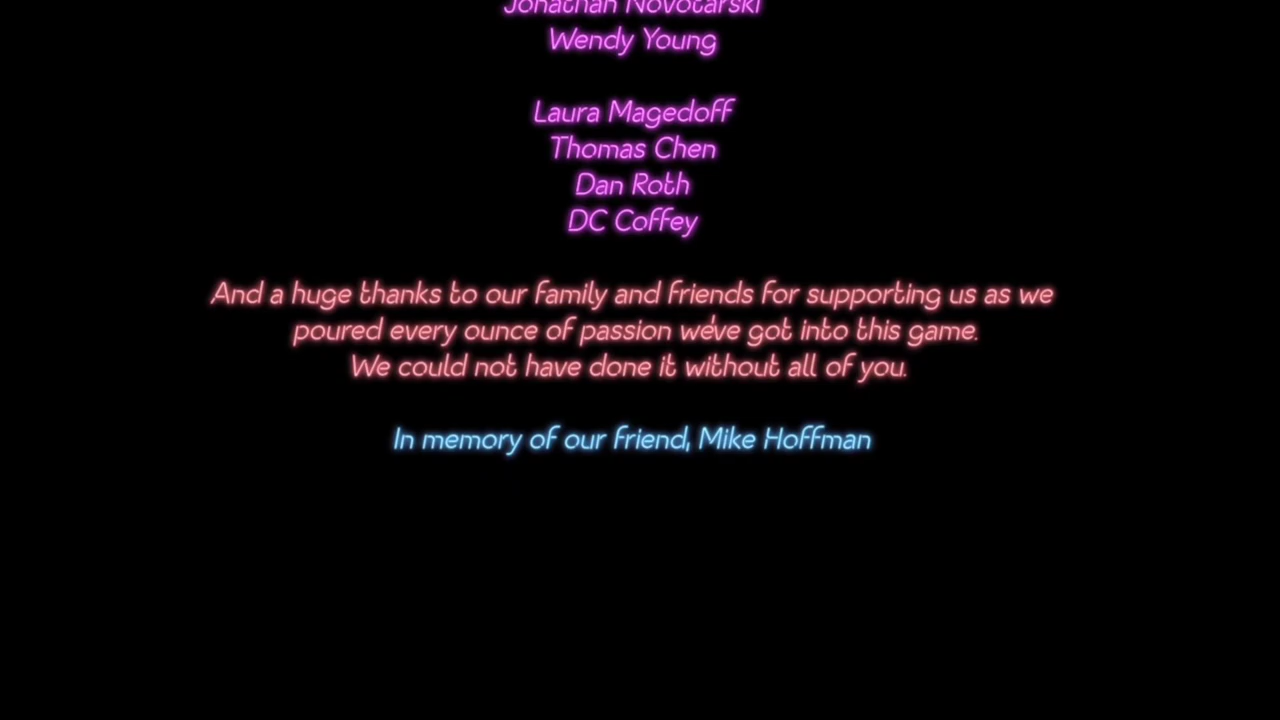 Jonathan Novotarski
Wendy Young
Laura Magedoff
Thomas Chen
Dan Roth
DC Coffey
And a huge thanks to our family and friends for supporting us as we
poured every ounce of passion we've got into this game.
We could not have done it without all of you.
In memory of our friend, Mike Hoffman